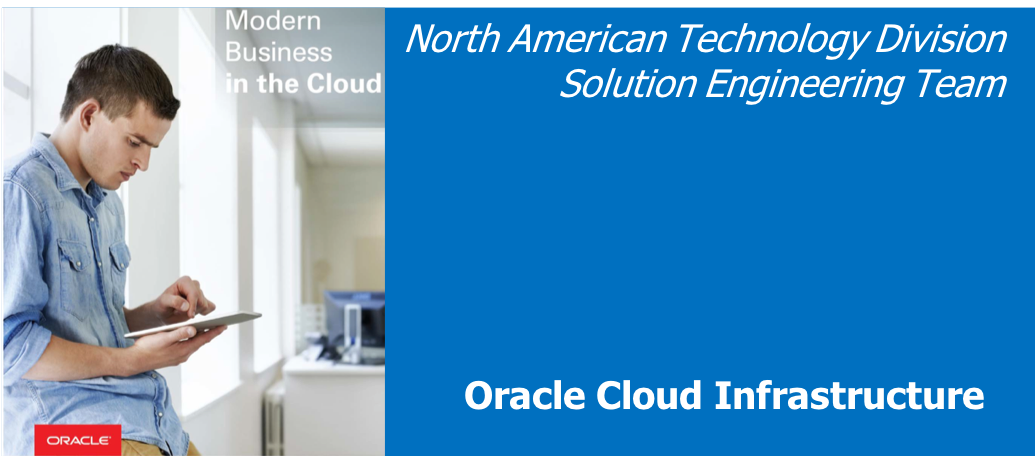 Modern
Business
in the Cloud
North American Technology Division
Solution Engineering Team
Oracle Cloud Infrastructure
ORACLE®